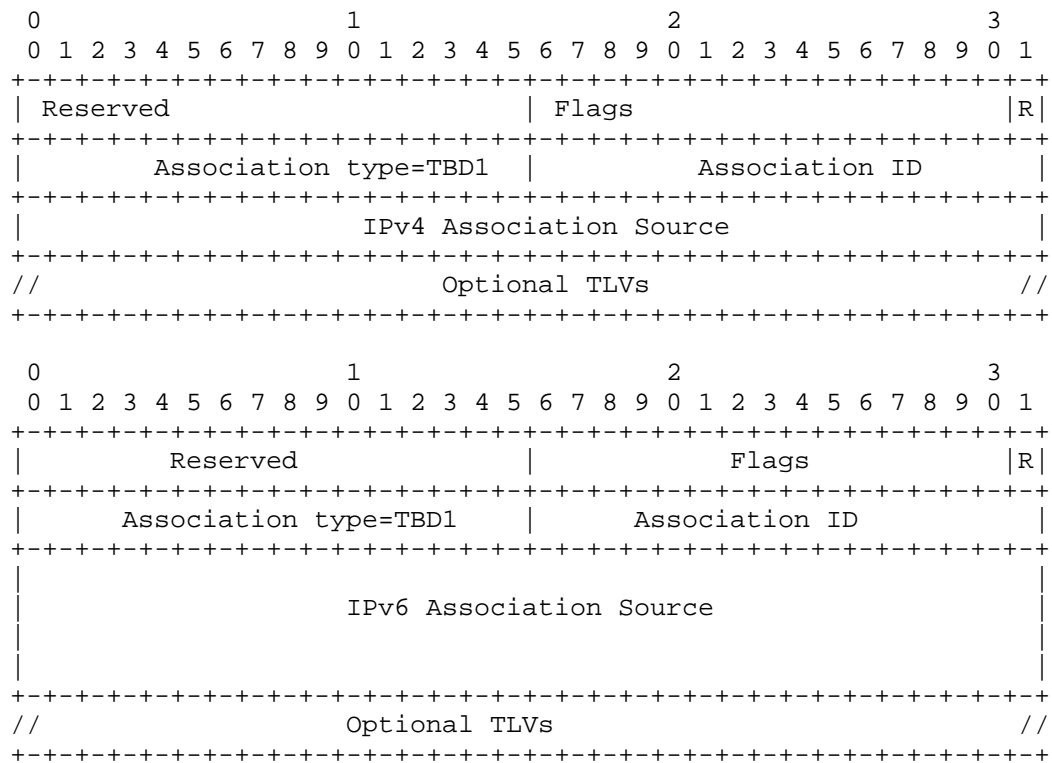 0                   1                   2                   3
 0 1 2 3 4 5 6 7 8 9 0 1 2 3 4 5 6 7 8 9 0 1 2 3 4 5 6 7 8 9 0 1
+-+-+-+-+-+-+-+-+-+-+-+-+-+-+-+-+-+-+-+-+-+-+-+-+-+-+-+-+-+-+-+-+
| Reserved                      | Flags                       |R|
+-+-+-+-+-+-+-+-+-+-+-+-+-+-+-+-+-+-+-+-+-+-+-+-+-+-+-+-+-+-+-+-+
|        Association type=TBD1  |          Association ID       |
+-+-+-+-+-+-+-+-+-+-+-+-+-+-+-+-+-+-+-+-+-+-+-+-+-+-+-+-+-+-+-+-+
|                     IPv4 Association Source                   |
+-+-+-+-+-+-+-+-+-+-+-+-+-+-+-+-+-+-+-+-+-+-+-+-+-+-+-+-+-+-+-+-+
//                         Optional TLVs                       //
+-+-+-+-+-+-+-+-+-+-+-+-+-+-+-+-+-+-+-+-+-+-+-+-+-+-+-+-+-+-+-+-+

 0                   1                   2                   3
 0 1 2 3 4 5 6 7 8 9 0 1 2 3 4 5 6 7 8 9 0 1 2 3 4 5 6 7 8 9 0 1
+-+-+-+-+-+-+-+-+-+-+-+-+-+-+-+-+-+-+-+-+-+-+-+-+-+-+-+-+-+-+-+-+
|         Reserved              |            Flags            |R|
+-+-+-+-+-+-+-+-+-+-+-+-+-+-+-+-+-+-+-+-+-+-+-+-+-+-+-+-+-+-+-+-+
|      Association type=TBD1    |      Association ID           |
+-+-+-+-+-+-+-+-+-+-+-+-+-+-+-+-+-+-+-+-+-+-+-+-+-+-+-+-+-+-+-+-+
|                                                               |
|                    IPv6 Association Source                    |
|                                                               |
|                                                               |
+-+-+-+-+-+-+-+-+-+-+-+-+-+-+-+-+-+-+-+-+-+-+-+-+-+-+-+-+-+-+-+-+
//                   Optional TLVs                             //
+-+-+-+-+-+-+-+-+-+-+-+-+-+-+-+-+-+-+-+-+-+-+-+-+-+-+-+-+-+-+-+-+